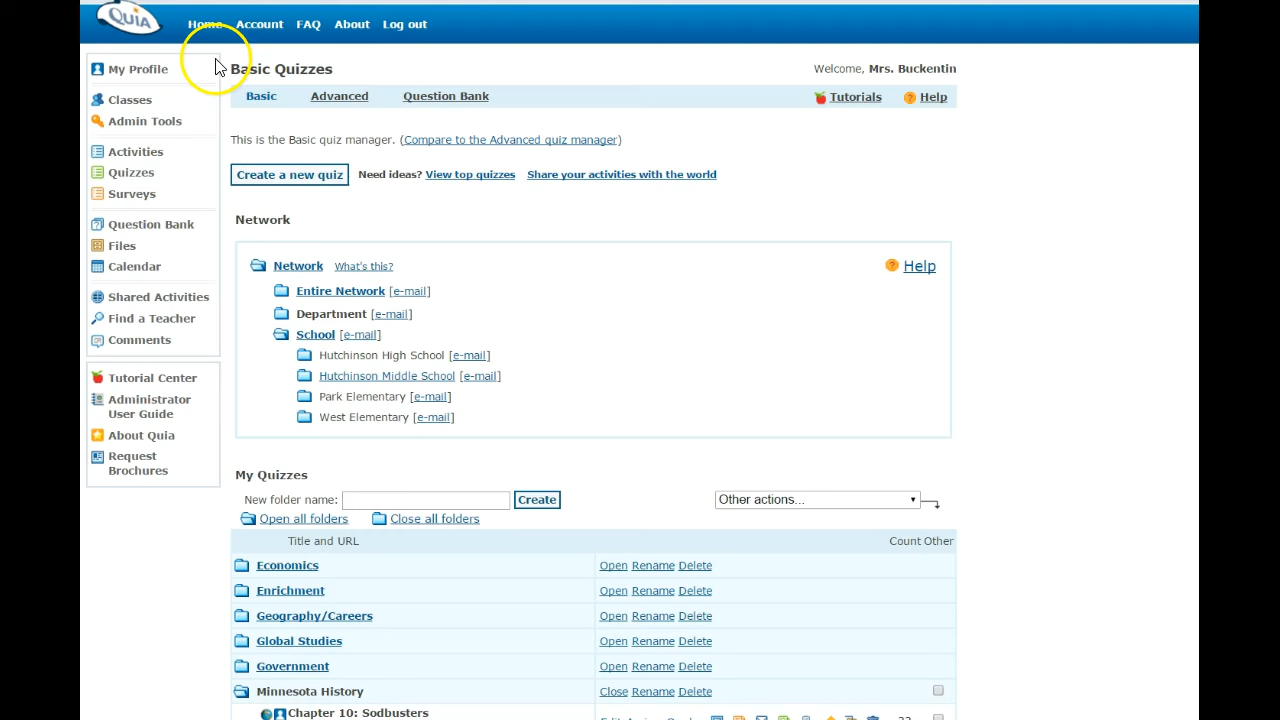 QUIA Home Account FAQ About Log out
My Profile
Classes
Admin Tools
Activities
Quizzes
Surveys
Question Bank
Files
Calendar
Shared Activities
Find a Teacher
Comments
Tutorial Center
Administrator
User Guide
About Quia
Request
Brochures
Basic Quizzes
Welcome, Mrs. Buckentin
Basic Advanced Question Bank Tutorials ? Help
This is the Basic quiz manager. (Compare to the Advanced quiz manager)
Create a new quiz Need ideas? View top quizzes Share your activities with the world
Network
Network What's this? ? Help
Entire Network [e-mail]
Department [e-mail]
School [e-mail]
Hutchinson High School [e-mail]
Hutchinson Middle School [e-mail]
Park Elementary [e-mail]
West Elementary [e-mail]
My Quizzes
New folder name: Create Other actions...
Open all folders Close all folders
Title and URL Count Other
Economics Open Rename Delete
Enrichment Open Rename Delete
Geography/Careers Open Rename Delete
Global Studies Open Rename Delete
Government Open Rename Delete
Minnesota History Close Rename Delete
Chapter 10: Sodbusters